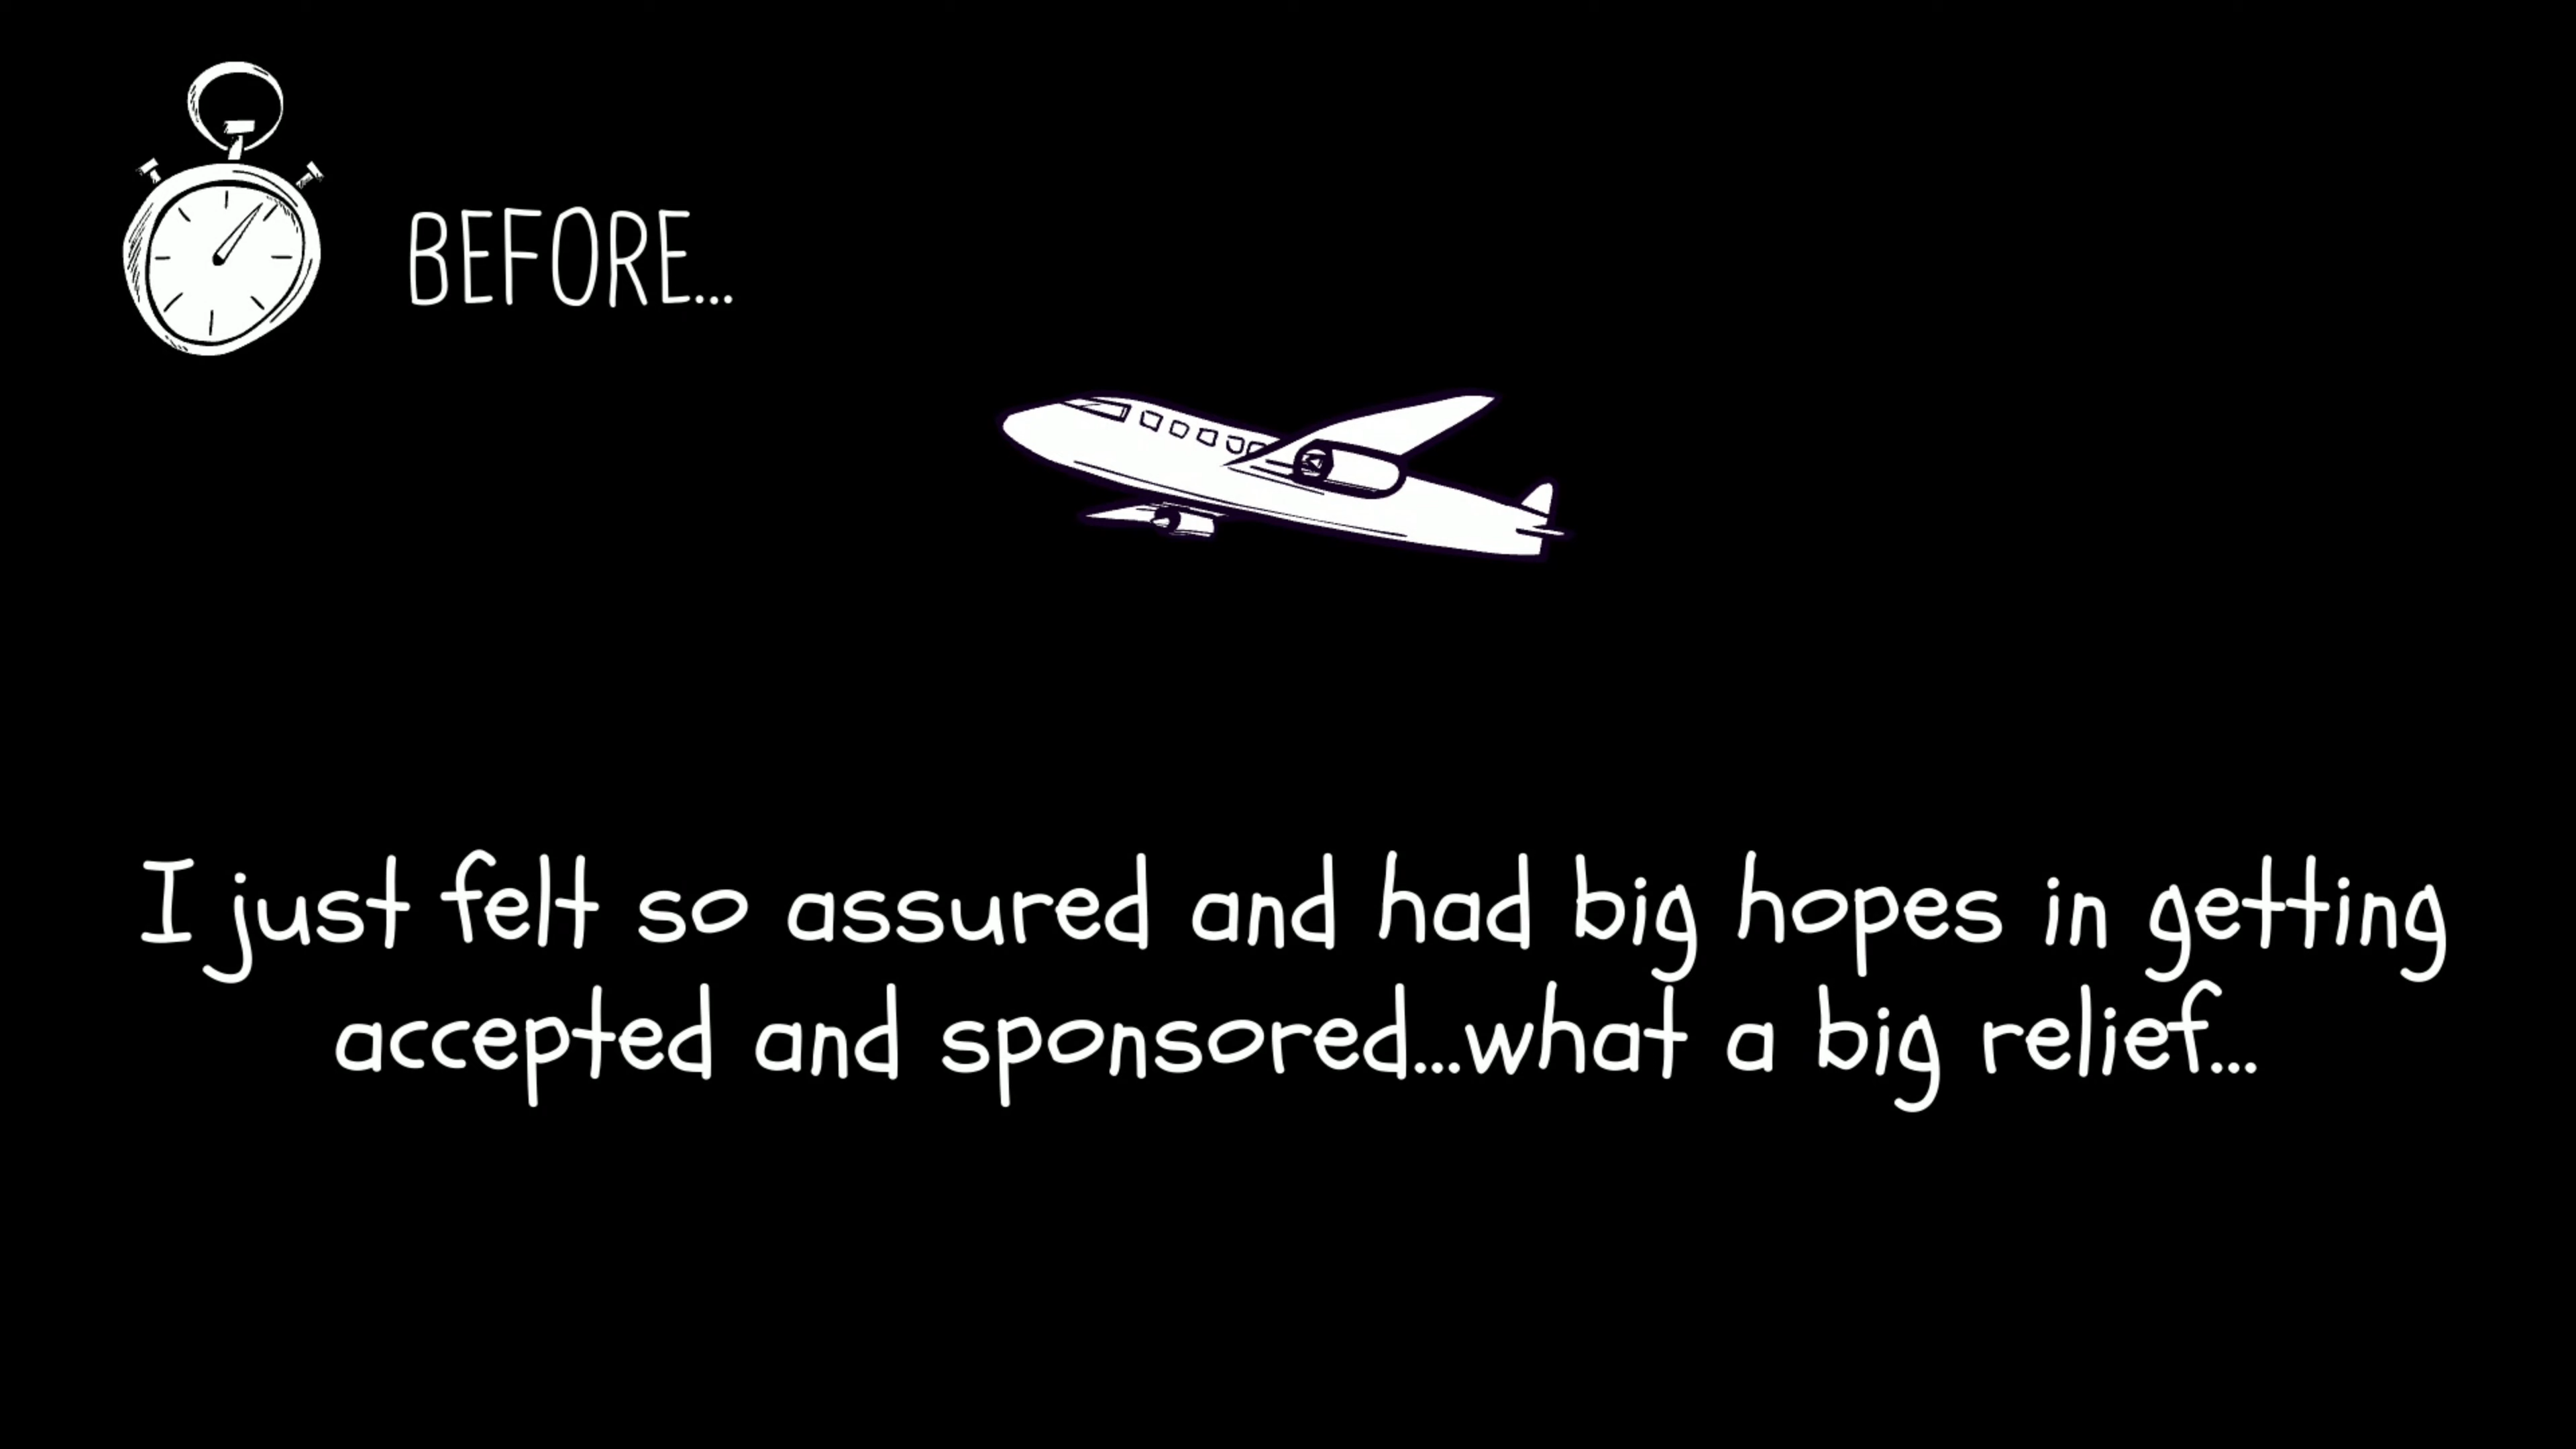 BEFORE...
I just felt so assured and had big hopes in getting
accepted and sponsored...what a big relief...